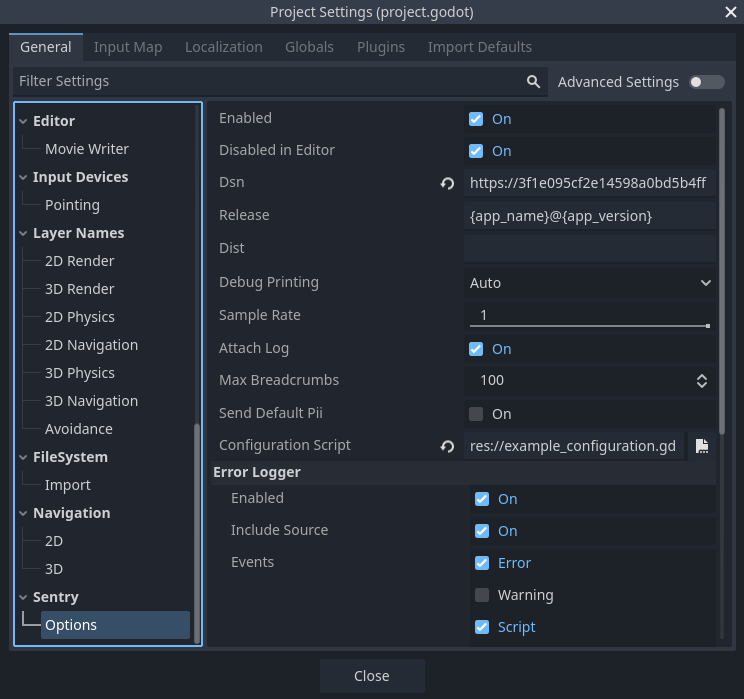 Project Settings (project.godot)
General Input Map Localization Globals Plugins Import Defaults
Filter Settings Advanced Settings
Editor
Movie Writer
Input Devices
Pointing
Layer Names
2D Render
3D Render
2D Physics
2D Navigation
3D Physics
3D Navigation
Avoidance
FileSystem
Import
Navigation
2D
3D
Sentry
Options
Enabled On
Disabled in Editor On
Dsn https://3f1e095cf2e14598a0bd5b4ff
Release {app_name}@{app_version}
Dist
Debug Printing Auto
Sample Rate 1
Attach Log On
Max Breadcrumbs 100
Send Default Pii On
Configuration Script res://example_configuration.gd
Error Logger
Enabled On
Include Source On
Events Error
Warning
Script
Close